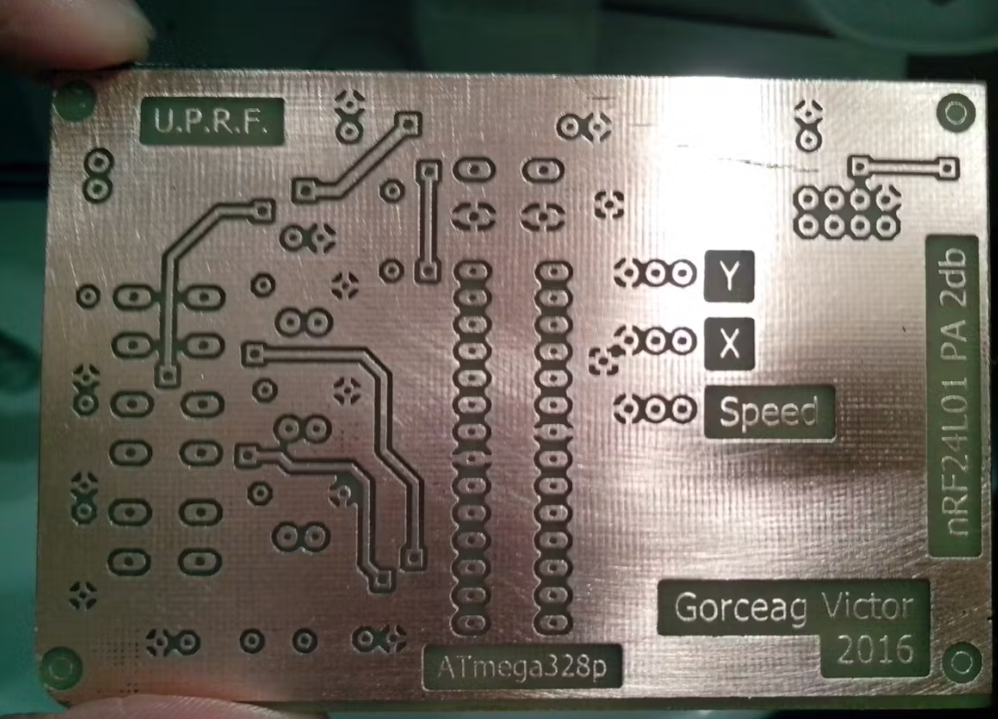 U.P.R.F.
Y
X
Speed
nRF24L01 PA 2db
Gorceag Victor
2016
ATmega328p